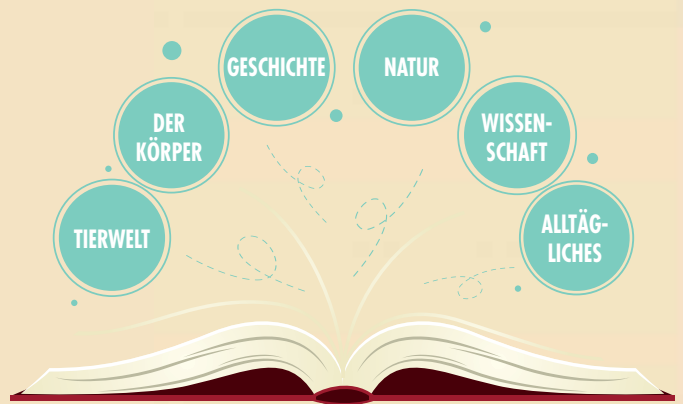 TIERWELT
DER
KÖRPER
GESCHICHTE
NATUR
WISSEN-
SCHAFT
ALLTÄG-
LICHES